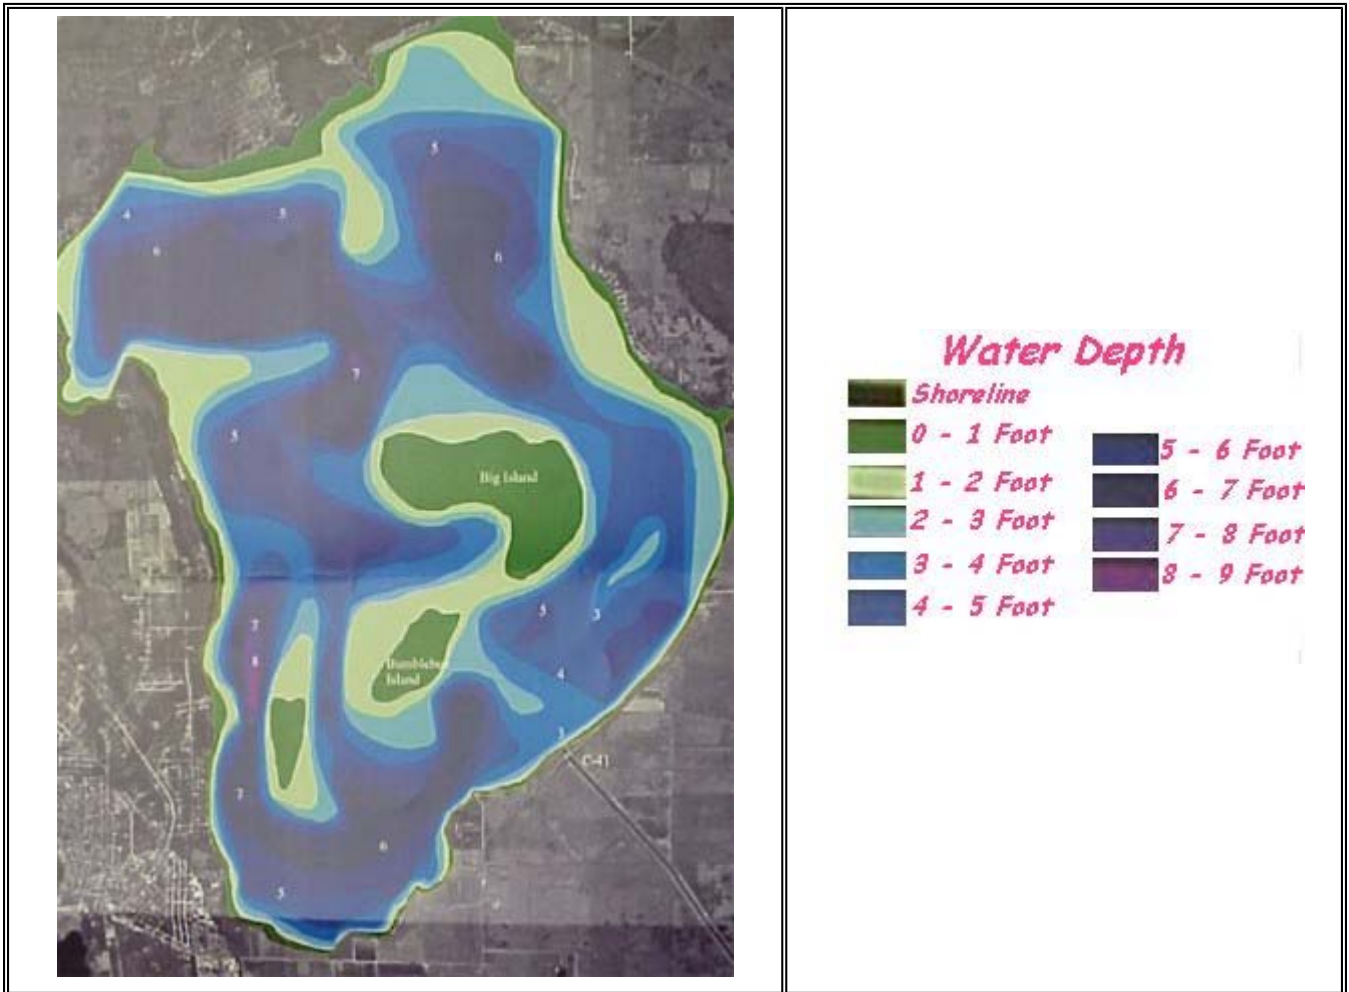 5
4
5
6
6
7
5
Big Island
5
3
7
8
Bumblebee
Island
4
3
C-41
7
6
5
Water Depth
Shoreline
0 - 1 Foot
1 - 2 Foot
2 - 3 Foot
3 - 4 Foot
4 - 5 Foot
5 - 6 Foot
6 - 7 Foot
7 - 8 Foot
8 - 9 Foot